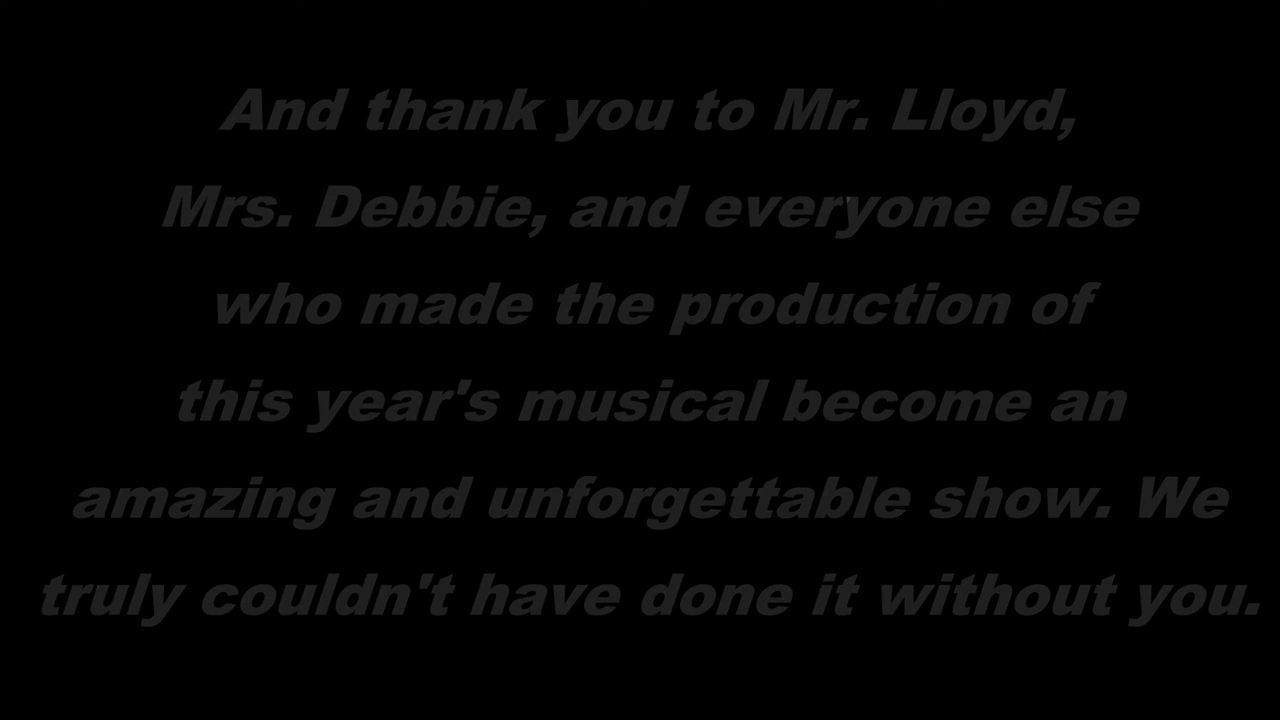 And thank you to Mr. Lloyd,
Mrs. Debbie, and everyone else
who made the production of
this year's musical become an
amazing and unforgettable show. We
truly couldn't have done it without you.